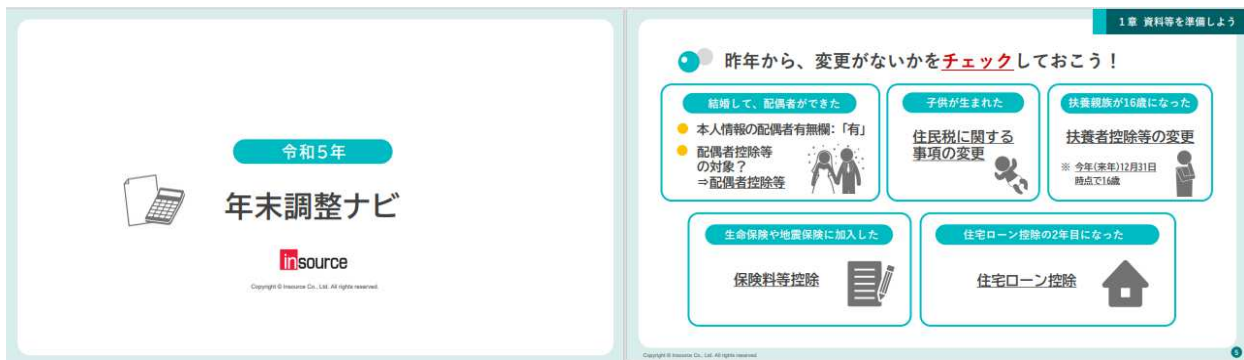 令和5年
年末調整ナビ
insource
Copyright © Insource Co., Ltd. All rights reserved.
1章 資料等を準備しよう
昨年から、変更がないかをチェックしておこう！
結婚して、配偶者ができた
● 本人情報の配偶者有無欄：「有」
● 配偶者控除等
の対象？
⇒配偶者控除等
子供が生まれた
住民税に関する
事項の変更
扶養親族が16歳になった
扶養者控除等の変更
※ 今年(来年)12月31日
時点で16歳
生命保険や地震保険に加入した
保険料等控除
住宅ローン控除の2年目になった
住宅ローン控除
Copyright © Insource Co., Ltd. All rights reserved.
5